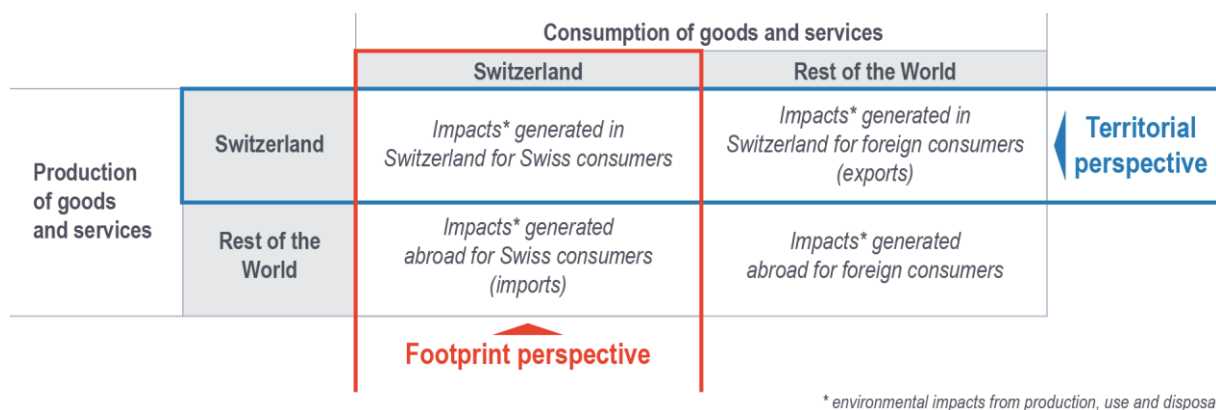 Consumption of goods and services
Switzerland
Rest of the World
Production
of goods
and services
Switzerland
Impacts* generated in
Switzerland for Swiss consumers
Impacts* generated in
Switzerland for foreign consumers
(exports)
Territorial
perspective
Rest of the
World
Impacts* generated
abroad for Swiss consumers
(imports)
Impacts* generated
abroad for foreign consumers
Footprint perspective
* environmental impacts from production, use and disposa